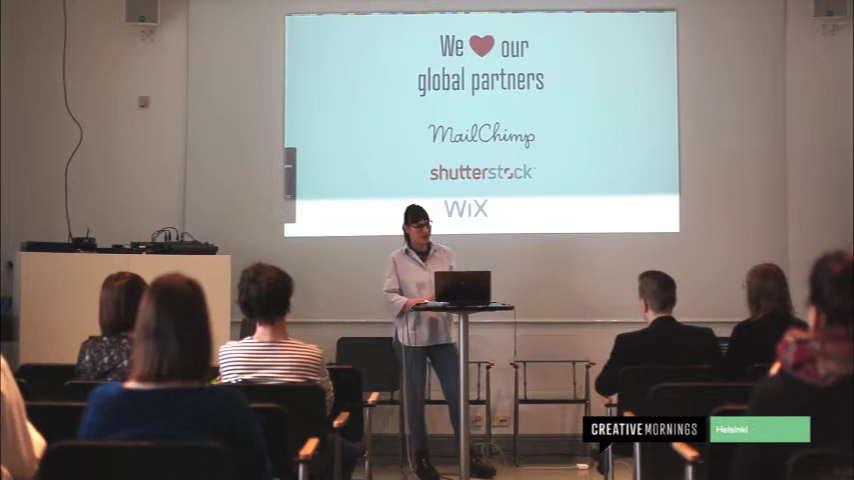 We ❤ our
global partners
MailChimp
shutterstock
WiX
CREATIVEMORNINGS
Helsinki